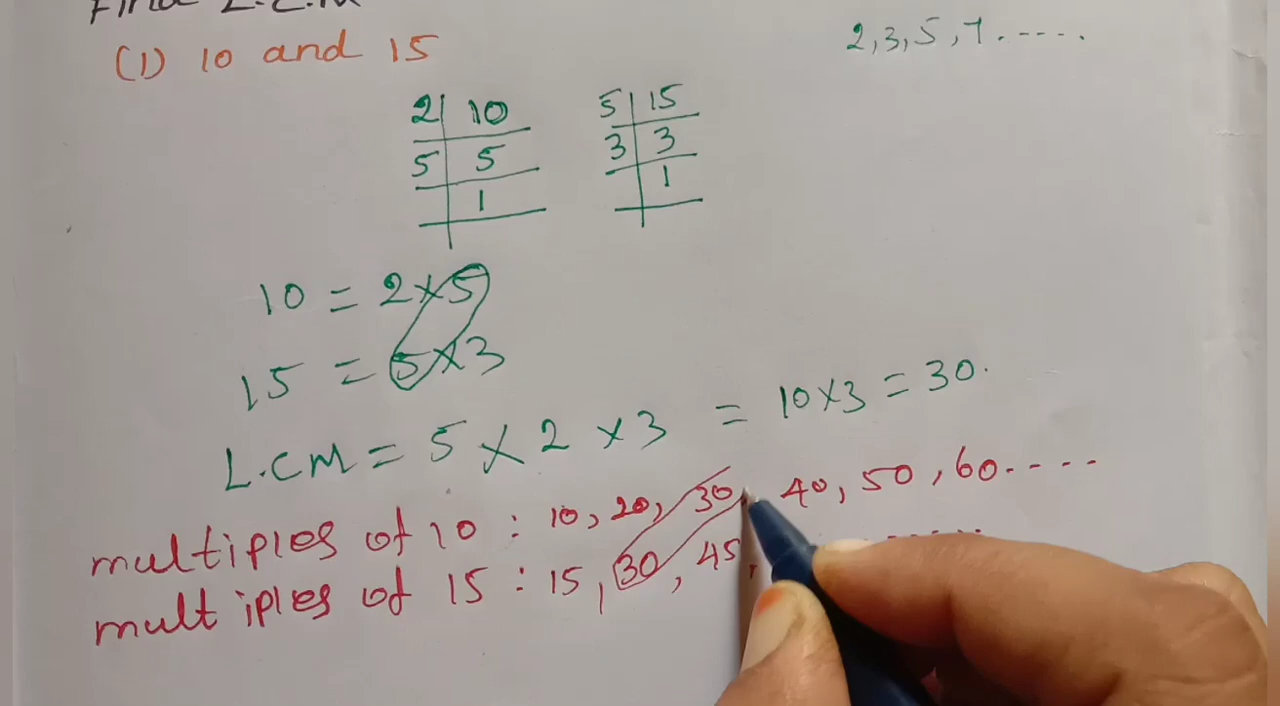 Find L.C.M
(1) 10 and 15
2,3,5,7.....
2 10
5 5
1
5 15
3 3
1
10 = 2×5
15 = 5×3
L.CM = 5 × 2 ×3 = 10×3 = 30.
multiples of 10 : 10, 20, 30, 40, 50, 60....
multiples of 15 : 15, 30, 45,